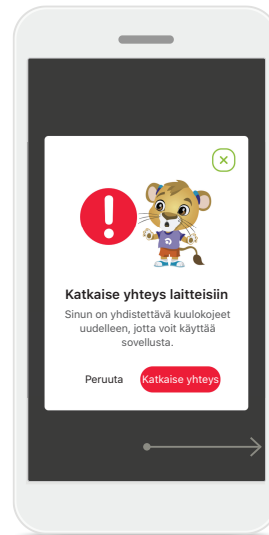 Katkaise yhteys laitteisiin
Sinun on yhdistettävä kuulokojeet
uudelleen, jotta voit käyttää
sovellusta.
Peruuta Katkaise yhteys